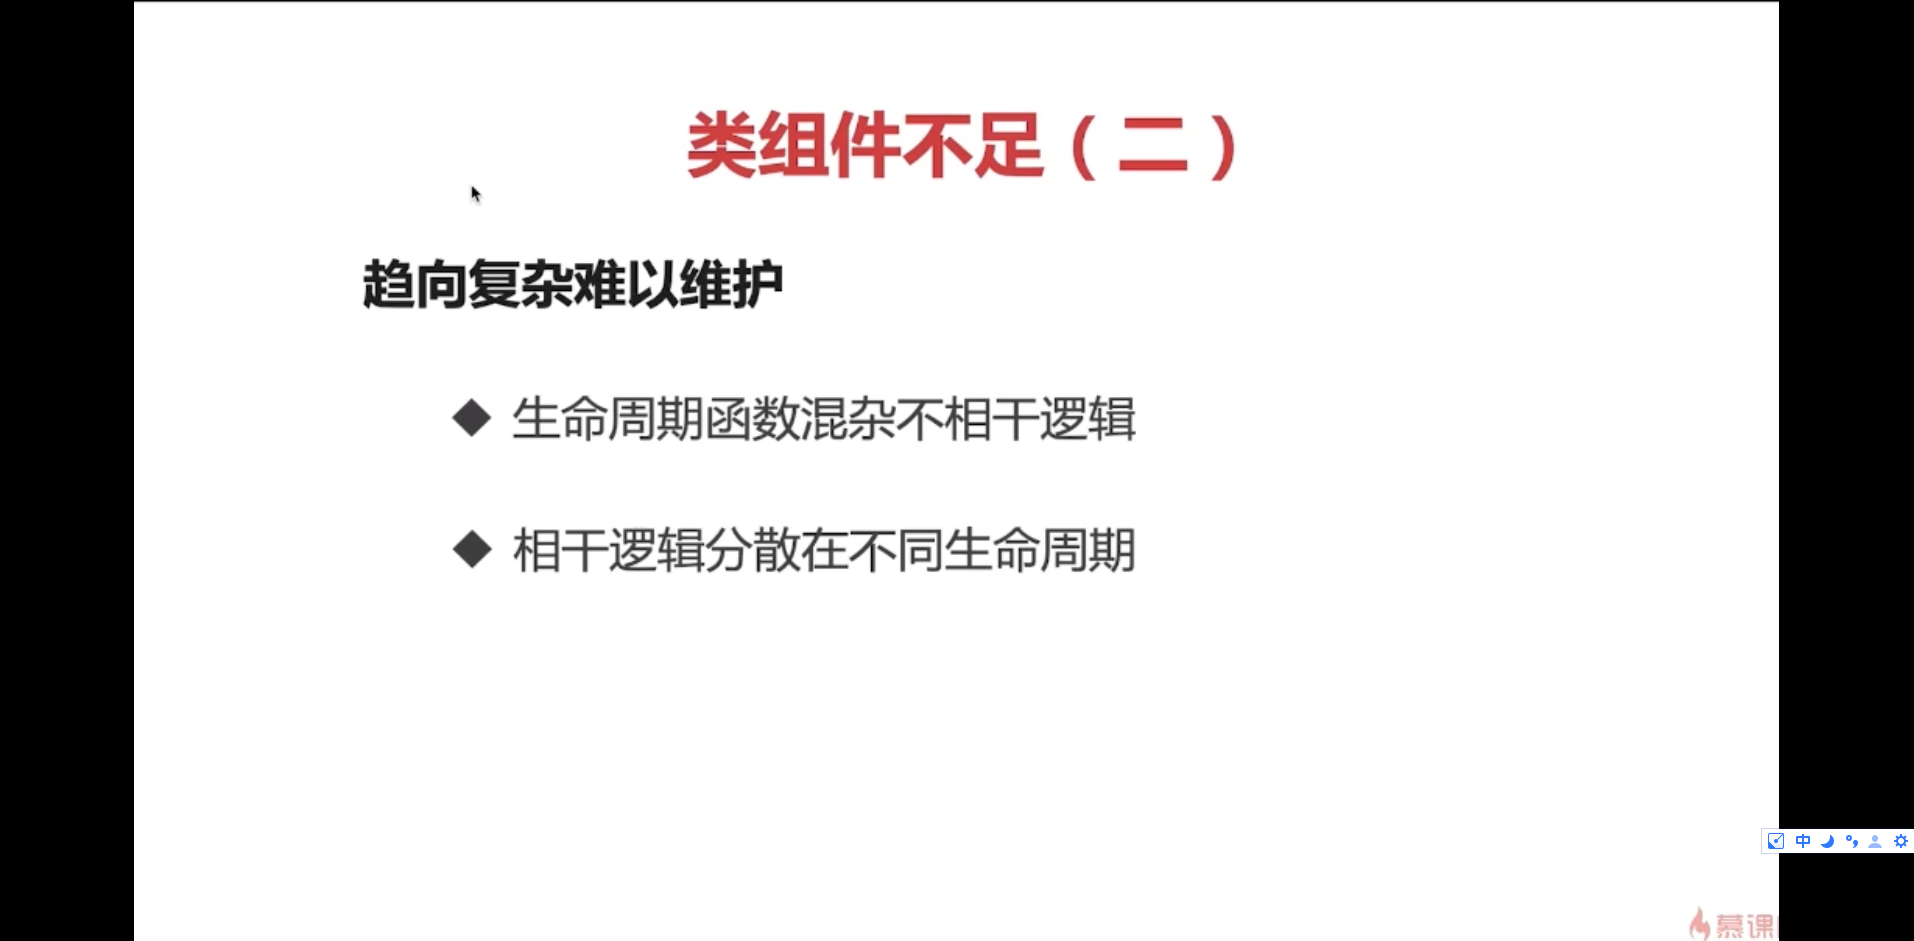 类组件不足（二）
趋向复杂难以维护
◆ 生命周期函数混杂不相干逻辑
◆ 相干逻辑分散在不同生命周期
中
慕课